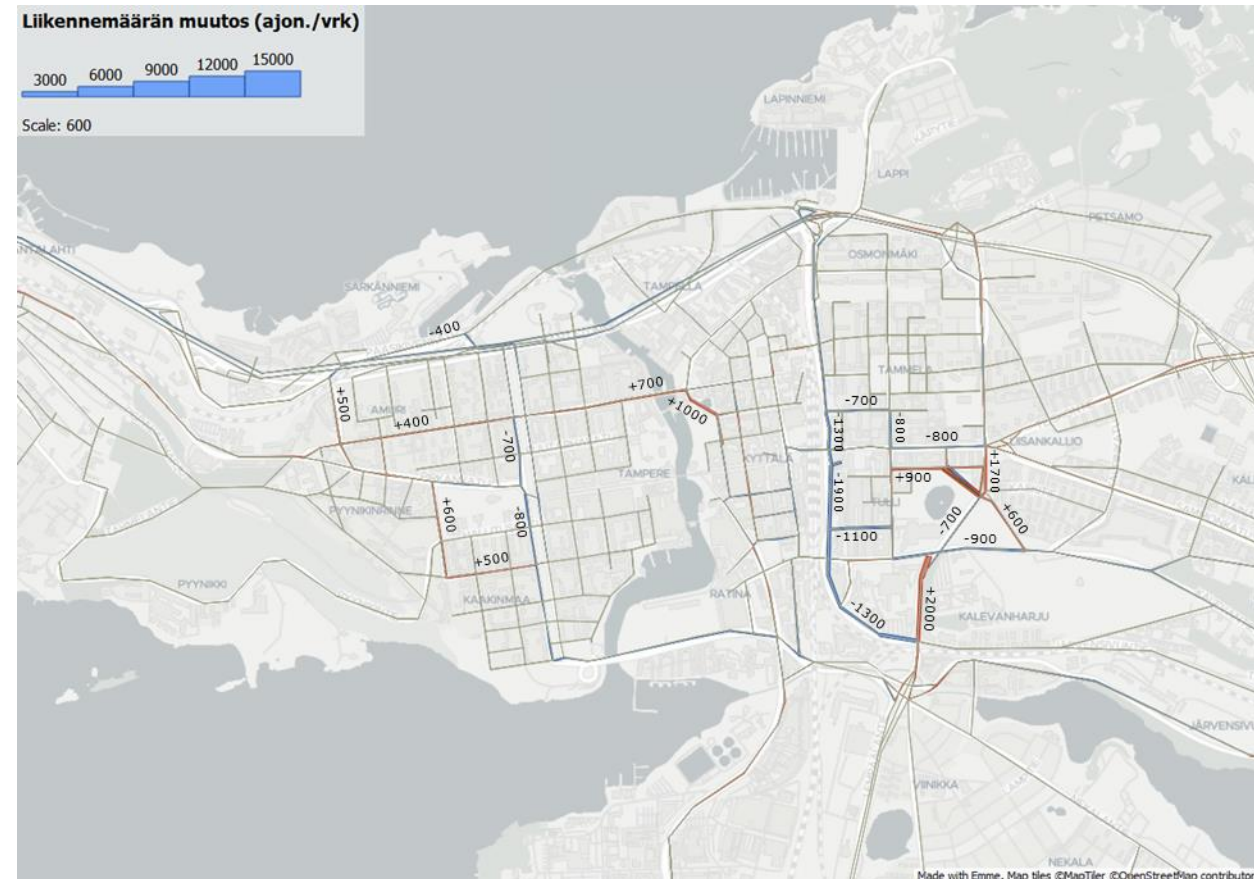 Liikennemäärän muutos (ajon./vrk)
3000 6000 9000 12000 15000
Scale: 600
LAPINNIEMI
LAPPI
PETSAMO
OSMONMÄKI
SÄRKÄNNIEMI
TAMPELLA
-400
TAMMELA
+700
+1000
-700
+500
AMURI
+400
-1300
-800
-800
LIISANKALLIO
-700
KYTTÄLÄ
TAMPERE
+1700
+900
-1900
TULLI
PYYNIKINRINNE
+600
-800
-1100
-700
+600
-900
+500
PYYNIKKI
KAAKINMAA
RATINA
-1300
+2000
KALEVANHARJU
JÄRVENSIVU
VIINIKKA
NEKALA
Made with Emme, Map tiles ©MapTiler ©OpenStreetMap contributor